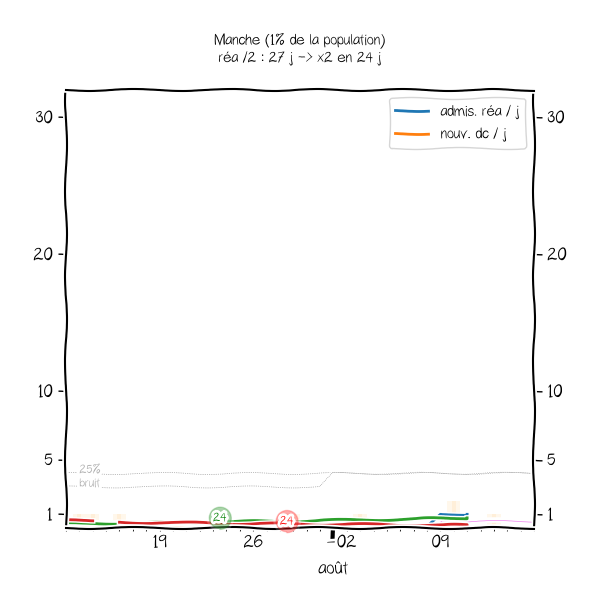 Manche (1% de la population)
réa /2 : 27 j -> x2 en 24 j
admis. réa / j
nouv. dc / j
30
30
20
20
10
10
5
5
25%
bruit
1
1
24
24
19
26
02
09
août